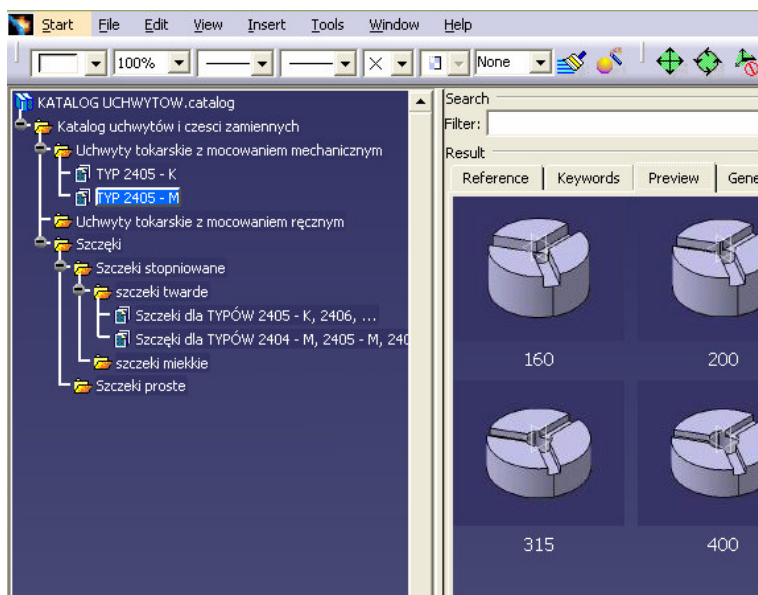 Start File Edit View Insert Tools Window Help
100% None
KATALOG UCHWYTOW.catalog
Katalog uchwytów i czesci zamiennych
Uchwyty tokarskie z mocowaniem mechanicznym
TYP 2405 - K
TYP 2405 - M
Uchwyty tokarskie z mocowaniem ręcznym
Szczęki
Szczeki stopniowane
szczeki twarde
Szczeki dla TYPÓW 2405 - K, 2406, ...
Szczęki dla TYPÓW 2404 - M, 2405 - M, 240
szczeki miekkie
Szczeki proste
Search
Filter:
Result
Reference Keywords Preview Gene
160 200
315 400